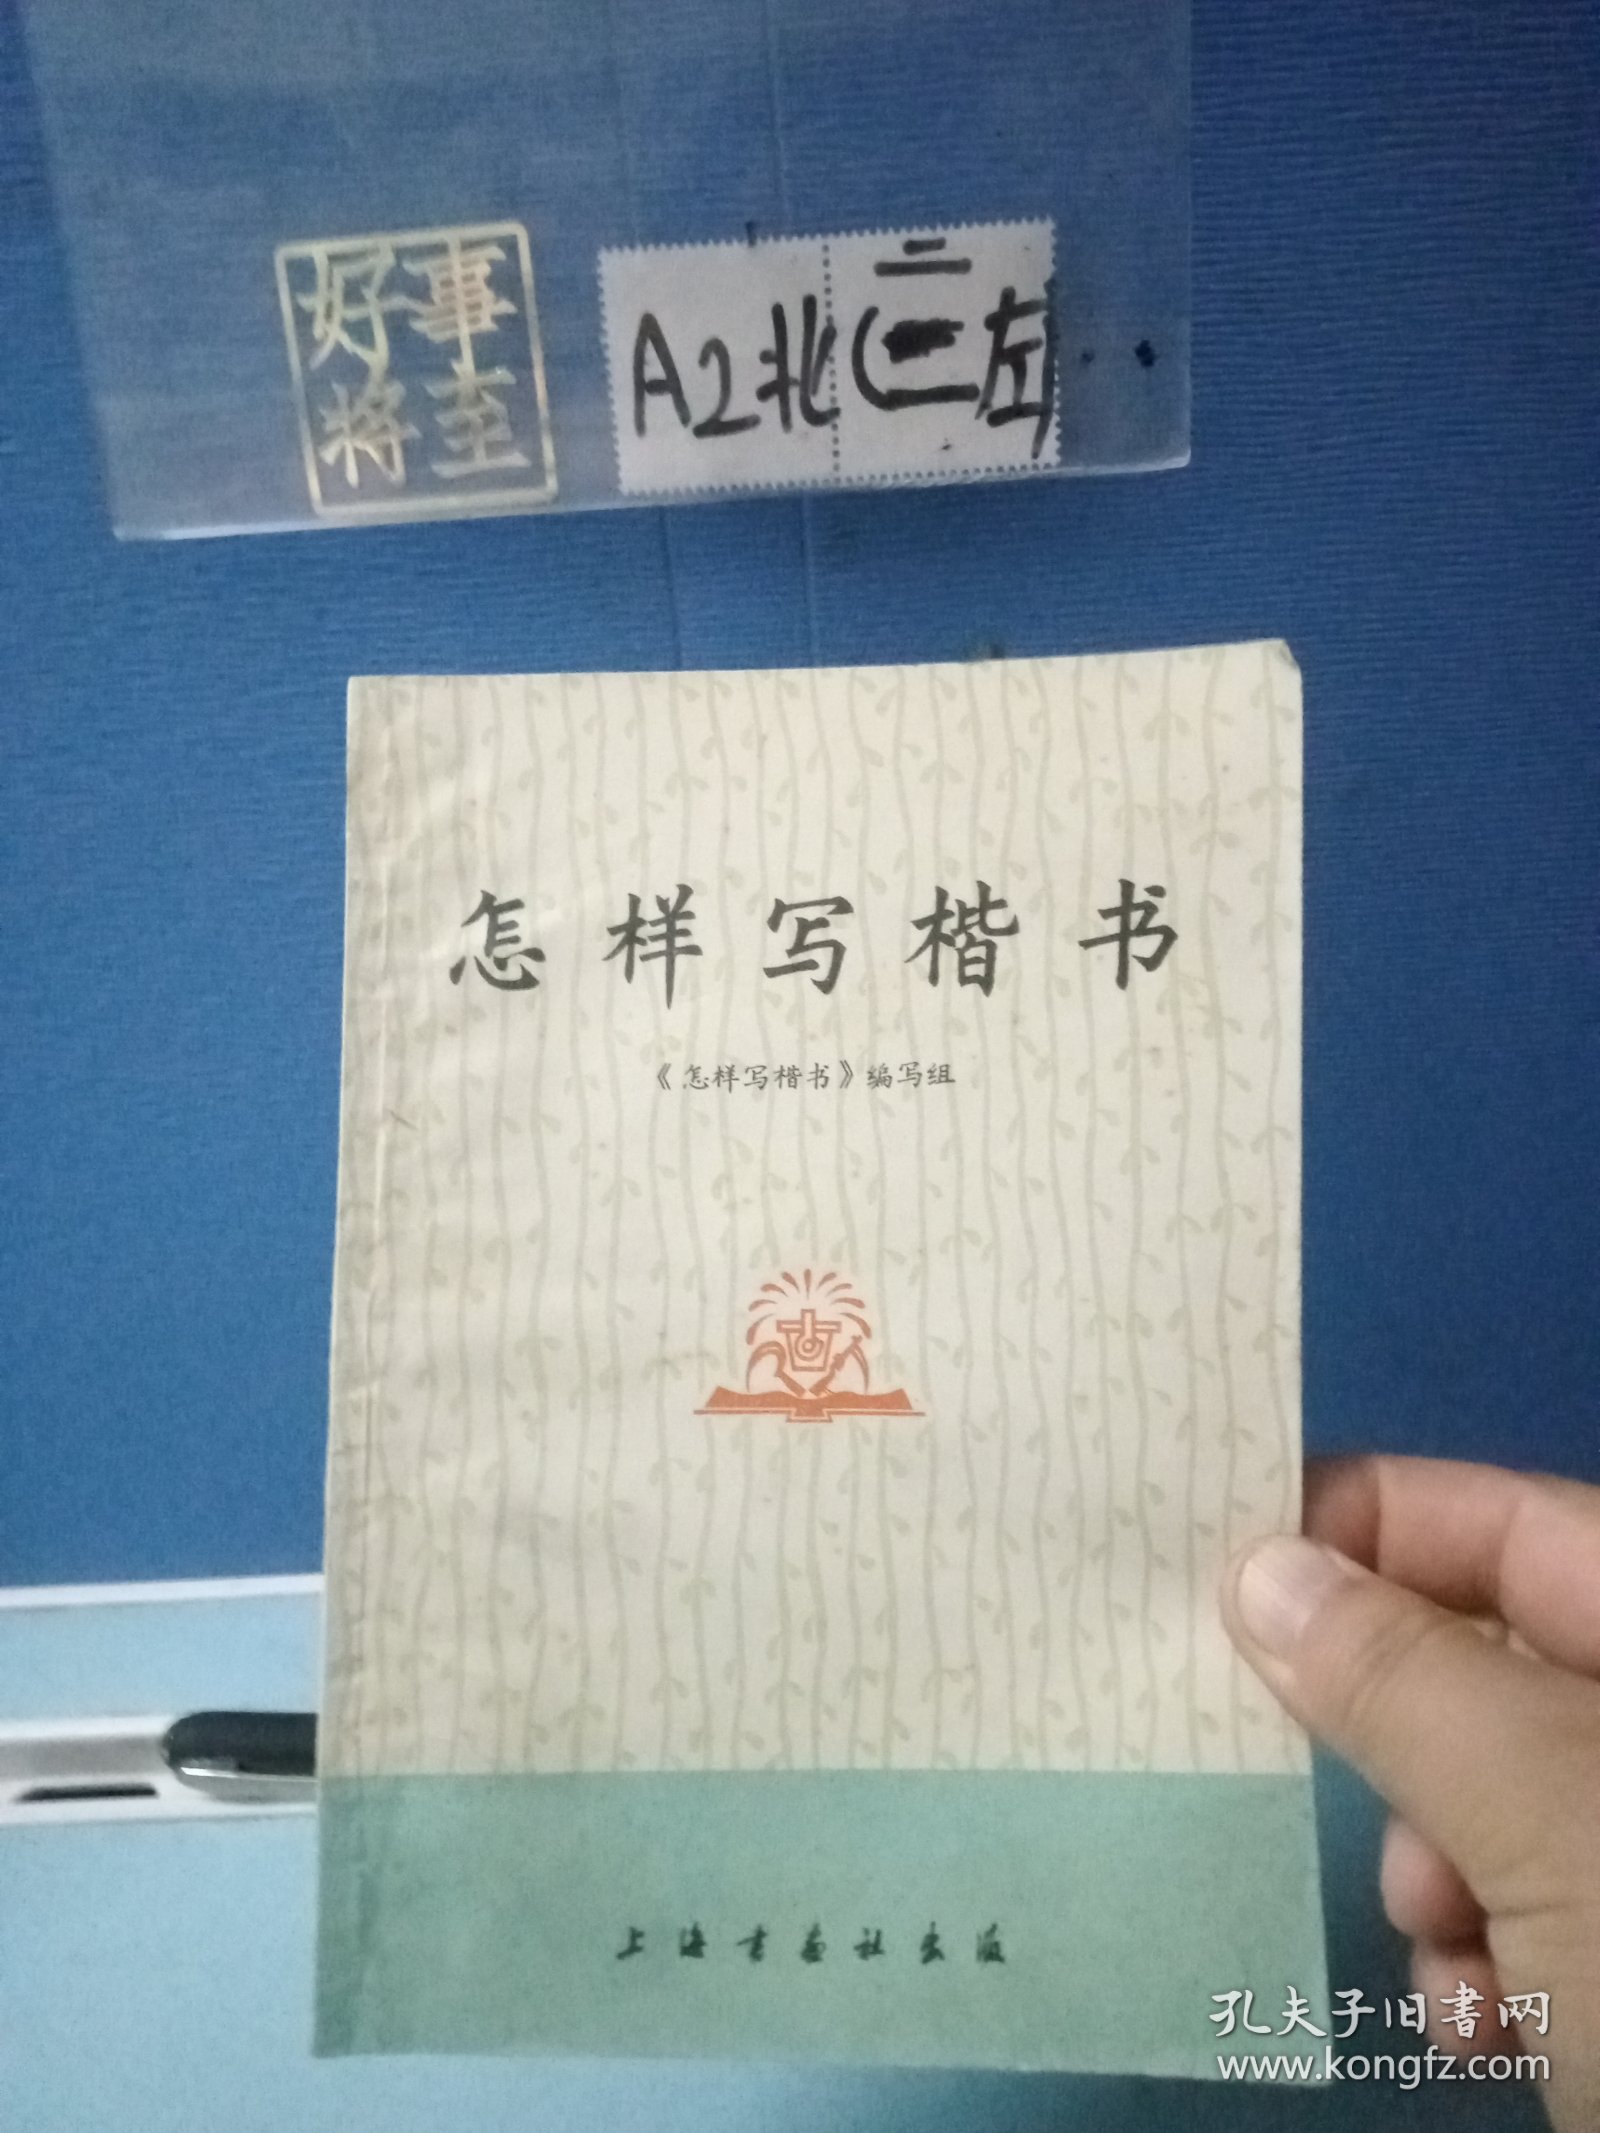 好事
将至
二
A2北(二左)
怎样写楷书
《怎样写楷书》编写组
上海书画社出版
孔夫子旧书网
www.kongfz.com